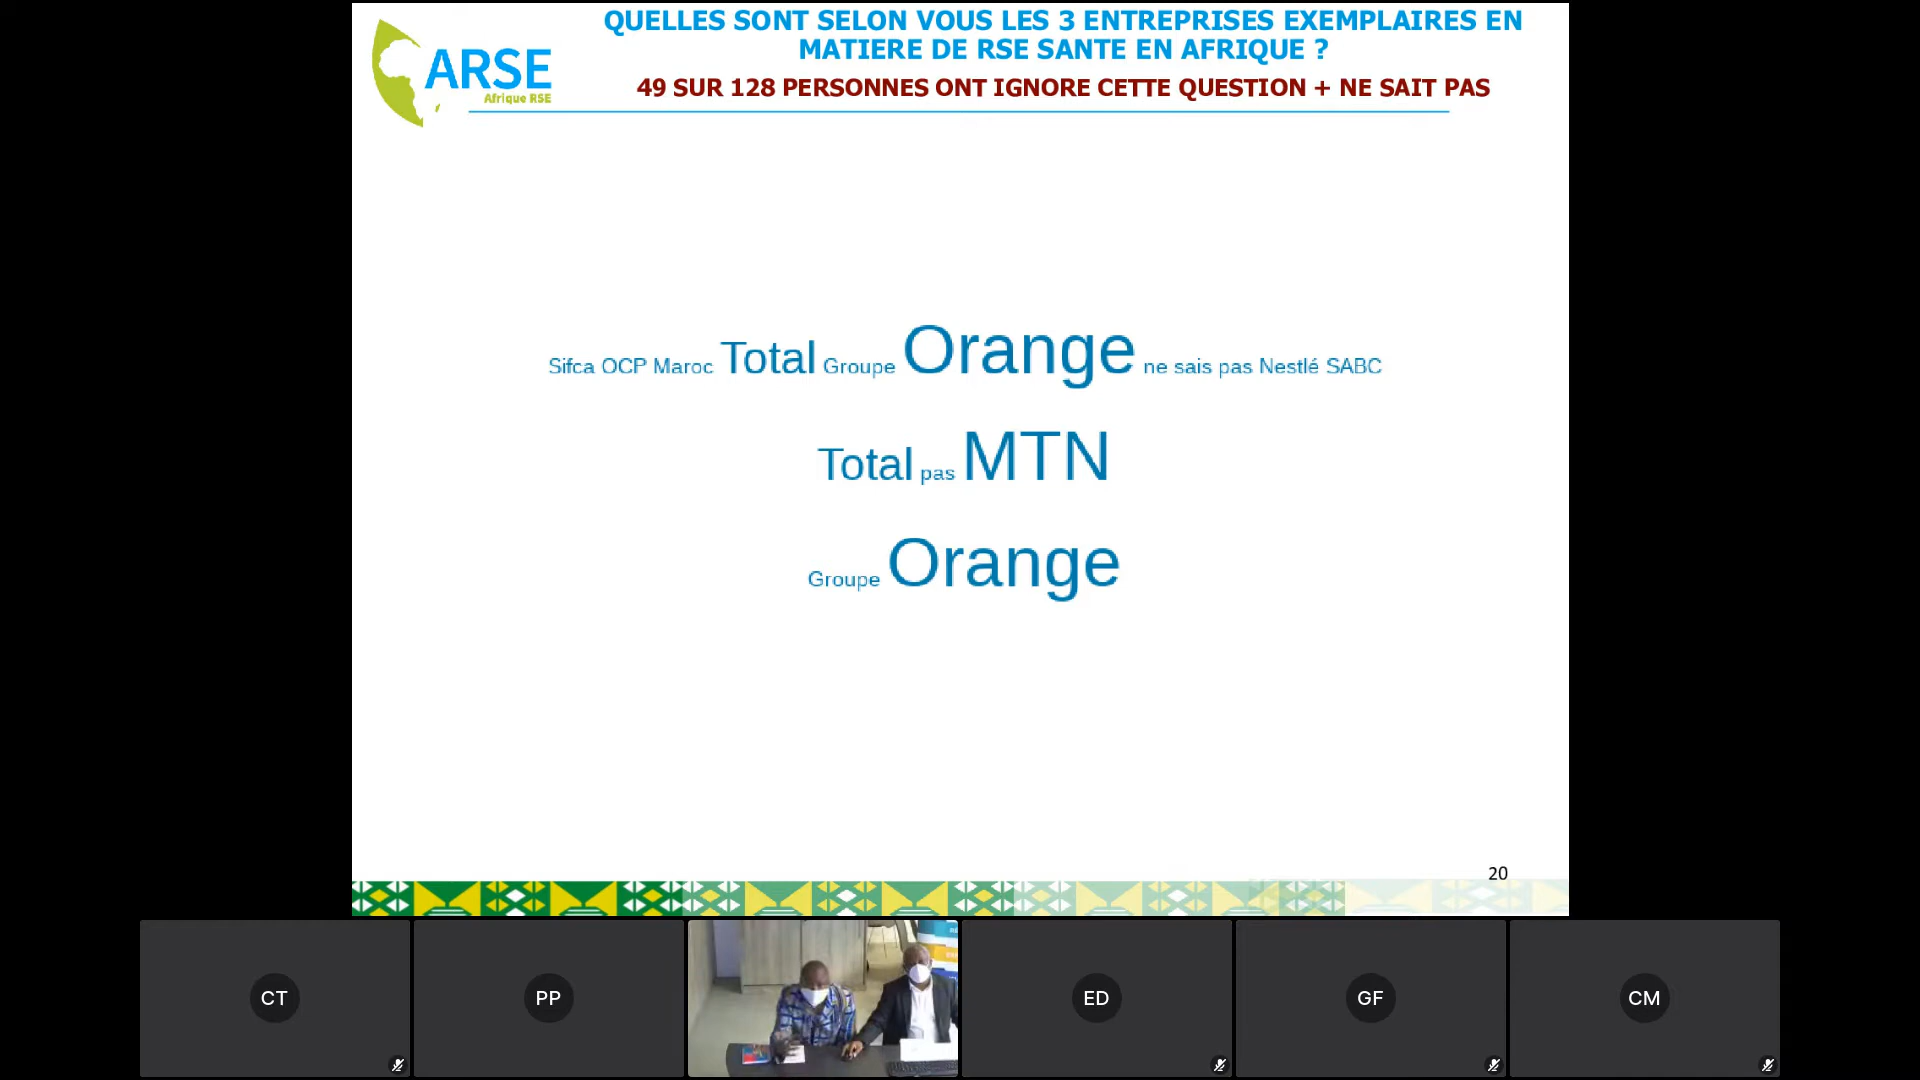 ARSE
Afrique RSE
QUELLES SONT SELON VOUS LES 3 ENTREPRISES EXEMPLAIRES EN
MATIERE DE RSE SANTE EN AFRIQUE ?
49 SUR 128 PERSONNES ONT IGNORE CETTE QUESTION + NE SAIT PAS
Sifca OCP Maroc Total Groupe Orange ne sais pas Nestlé SABC
Total pas MTN
Groupe Orange
20
CT
PP
ED
GF
CM